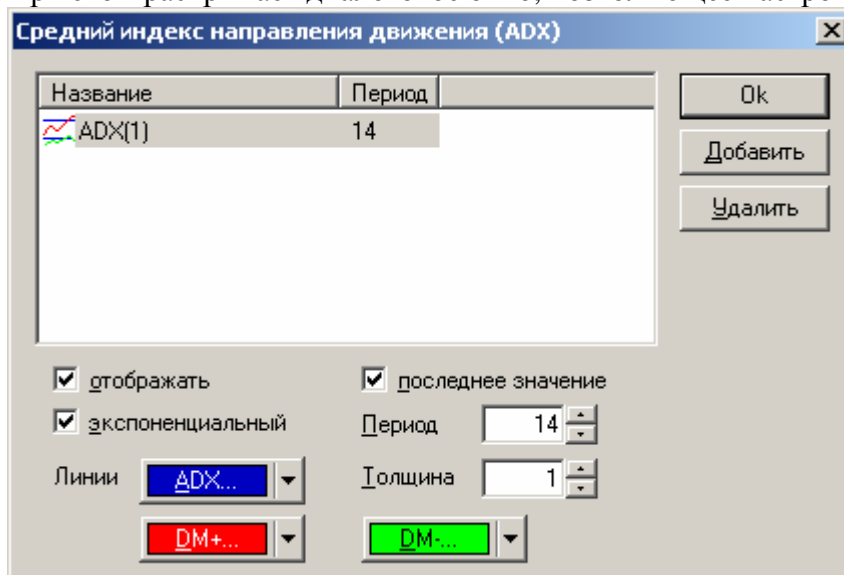 Средний индекс направления движения (ADX)
Название Период
ADX(1) 14
Ok
Добавить
Удалить
отображать
последнее значение
экспоненциальный
Период 14
Линии ADX...
Толщина 1
DM+...
DM-...